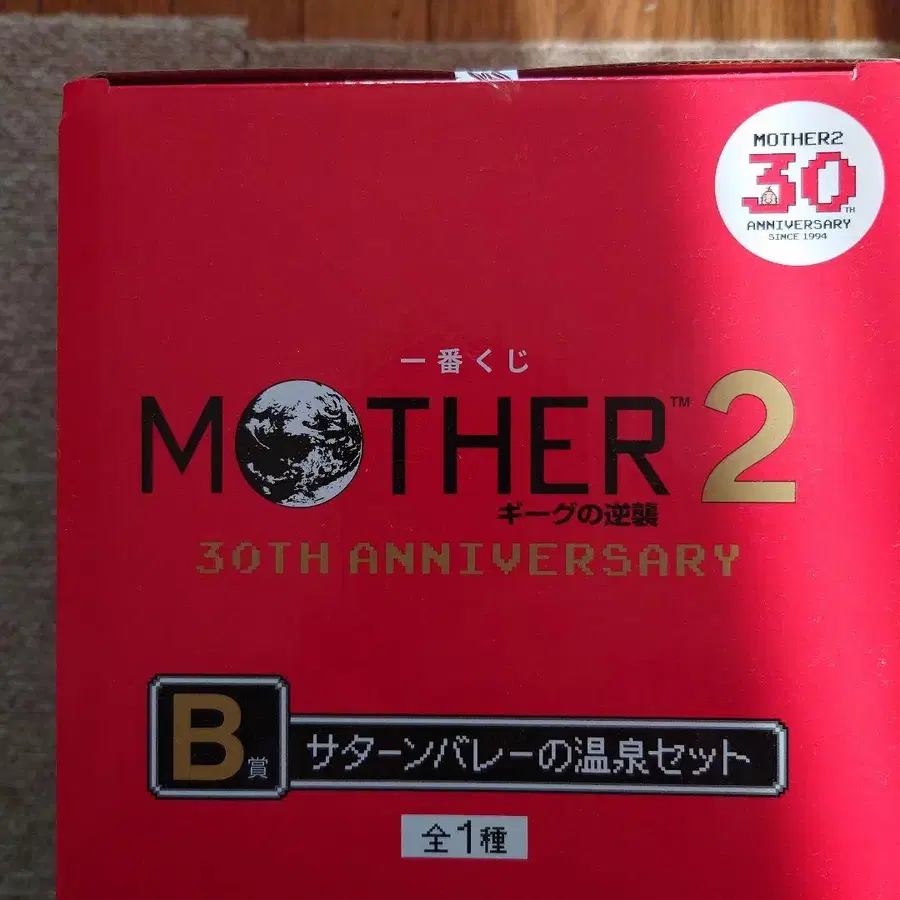 MOTHER2
30TH
ANNIVERSARY
SINCE 1994
一番くじ
MOTHER™ 2
ギーグの逆襲
30TH ANNIVERSARY
B賞
サターンバレーの温泉セット
全1種